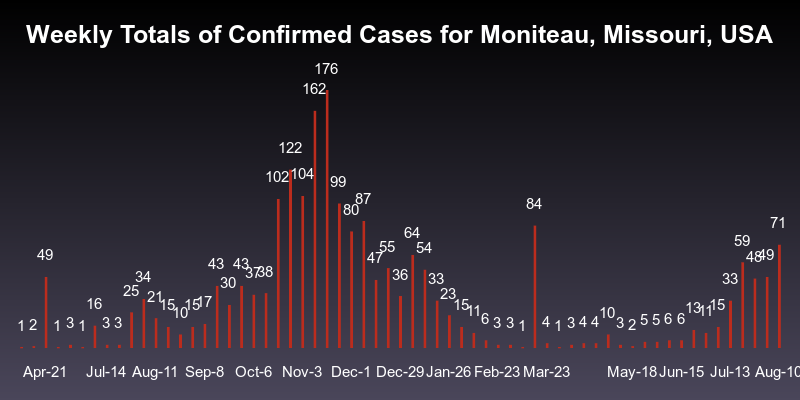 Weekly Totals of Confirmed Cases for Moniteau, Missouri, USA
1 2 49 1 3 1 16 3 3 25 34 21 15 10 15 17 43 30 43 37 38 102 122 104 162 176 99 80 87 47 55 36 64 54 33 23 15 11 6 3 3 1 84 4 1 3 4 4 10 3 2 5 5 6 6 13 11 15 33 59 48 49 71
Apr-21 Jul-14 Aug-11 Sep-8 Oct-6 Nov-3 Dec-1 Dec-29 Jan-26 Feb-23 Mar-23 May-18 Jun-15 Jul-13 Aug-10